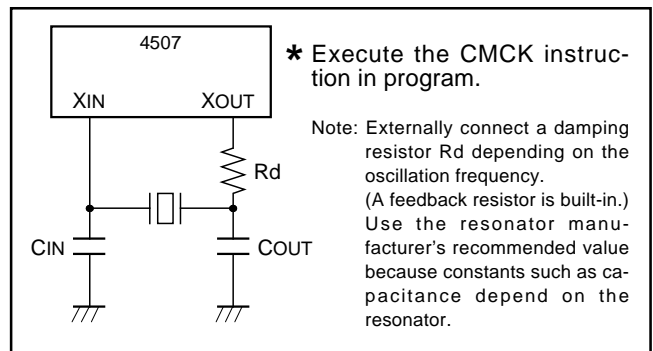 4507
XIN
XOUT
Rd
CIN
COUT
* Execute the CMCK instruc-
tion in program.
Note: Externally connect a damping
resistor Rd depending on the
oscillation frequency.
(A feedback resistor is built-in.)
Use the resonator manu-
facturer's recommended value
because constants such as ca-
pacitance depend on the
resonator.